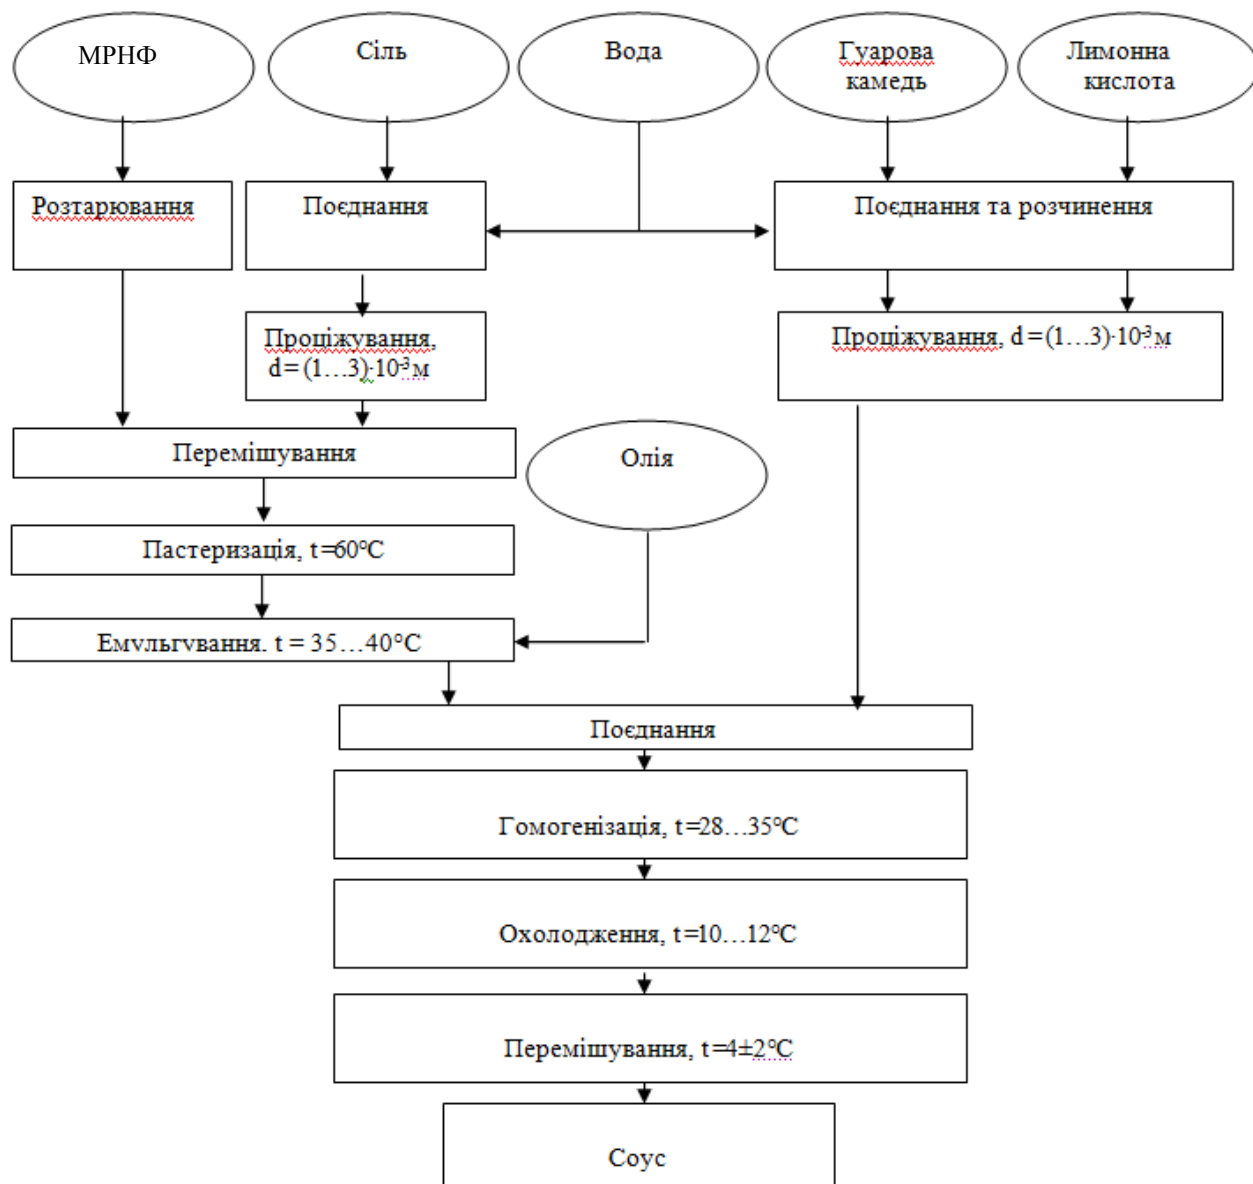 МРНФ
Сіль
Вода
Гуарова
камедь
Лимонна
кислота
Розтарювання
Поєднання
Поєднання та розчинення
Проціжування,
d = (1…3)·10⁻³м
Проціжування, d = (1…3)·10⁻³м
Перемішування
Олія
Пастеризація, t=60°С
Емульгування. t = 35…40°С
Поєднання
Гомогенізація, t=28…35°С
Охолодження, t=10…12°С
Перемішування, t=4±2°С
Соус